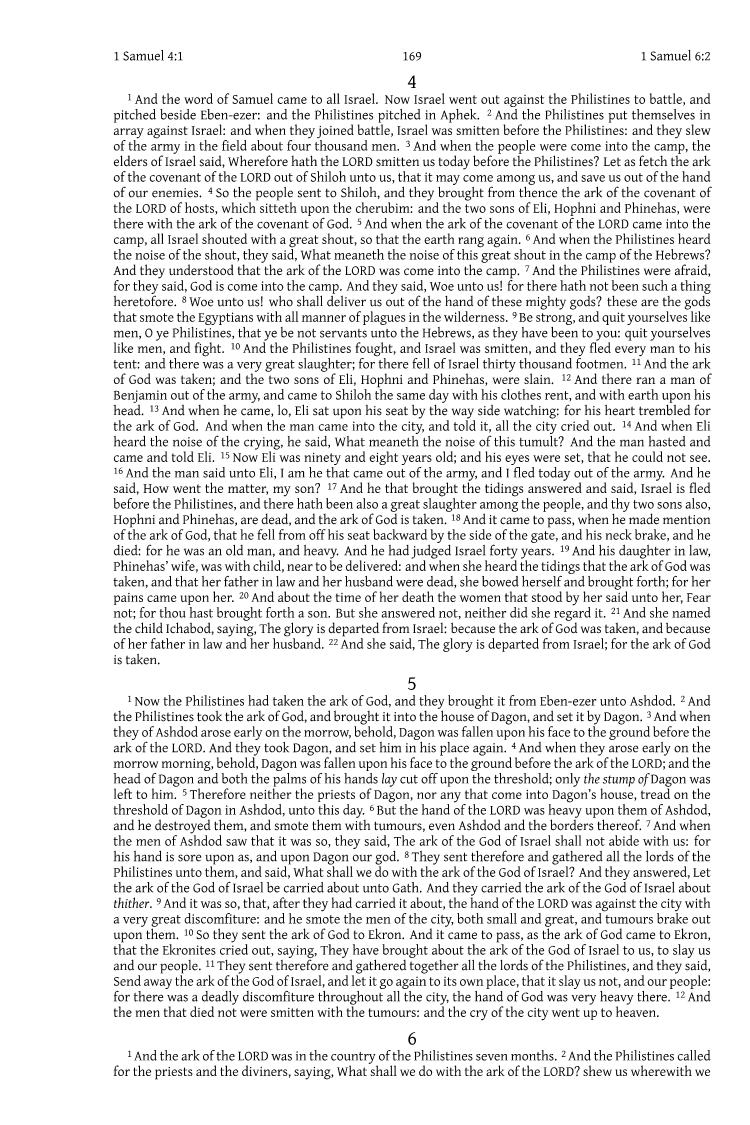 1 Samuel 4:1 169 1 Samuel 6:2
4
1 And the word of Samuel came to all Israel. Now Israel went out against the Philistines to battle, and
pitched beside Eben-ezer: and the Philistines pitched in Aphek. 2 And the Philistines put themselves in
array against Israel: and when they joined battle, Israel was smitten before the Philistines: and they slew
of the army in the field about four thousand men. 3 And when the people were come into the camp, the
elders of Israel said, Wherefore hath the LORD smitten us today before the Philistines? Let as fetch the ark
of the covenant of the LORD out of Shiloh unto us, that it may come among us, and save us out of the hand
of our enemies. 4 So the people sent to Shiloh, and they brought from thence the ark of the covenant of
the LORD of hosts, which sitteth upon the cherubim: and the two sons of Eli, Hophni and Phinehas, were
there with the ark of the covenant of God. 5 And when the ark of the covenant of the LORD came into the
camp, all Israel shouted with a great shout, so that the earth rang again. 6 And when the Philistines heard
the noise of the shout, they said, What meaneth the noise of this great shout in the camp of the Hebrews?
And they understood that the ark of the LORD was come into the camp. 7 And the Philistines were afraid,
for they said, God is come into the camp. And they said, Woe unto us! for there hath not been such a thing
heretofore. 8 Woe unto us! who shall deliver us out of the hand of these mighty gods? these are the gods
that smote the Egyptians with all manner of plagues in the wilderness. 9 Be strong, and quit yourselves like
men, O ye Philistines, that ye be not servants unto the Hebrews, as they have been to you: quit yourselves
like men, and fight. 10 And the Philistines fought, and Israel was smitten, and they fled every man to his
tent: and there was a very great slaughter; for there fell of Israel thirty thousand footmen. 11 And the ark
of God was taken; and the two sons of Eli, Hophni and Phinehas, were slain. 12 And there ran a man of
Benjamin out of the army, and came to Shiloh the same day with his clothes rent, and with earth upon his
head. 13 And when he came, lo, Eli sat upon his seat by the way side watching: for his heart trembled for
the ark of God. And when the man came into the city, and told it, all the city cried out. 14 And when Eli
heard the noise of the crying, he said, What meaneth the noise of this tumult? And the man hasted and
came and told Eli. 15 Now Eli was ninety and eight years old; and his eyes were set, that he could not see.
16 And the man said unto Eli, I am he that came out of the army, and I fled today out of the army. And he
said, How went the matter, my son? 17 And he that brought the tidings answered and said, Israel is fled
before the Philistines, and there hath been also a great slaughter among the people, and thy two sons also,
Hophni and Phinehas, are dead, and the ark of God is taken. 18 And it came to pass, when he made mention
of the ark of God, that he fell from off his seat backward by the side of the gate, and his neck brake, and he
died: for he was an old man, and heavy. And he had judged Israel forty years. 19 And his daughter in law,
Phinehas’ wife, was with child, near to be delivered: and when she heard the tidings that the ark of God was
taken, and that her father in law and her husband were dead, she bowed herself and brought forth; for her
pains came upon her. 20 And about the time of her death the women that stood by her said unto her, Fear
not; for thou hast brought forth a son. But she answered not, neither did she regard it. 21 And she named
the child Ichabod, saying, The glory is departed from Israel: because the ark of God was taken, and because
of her father in law and her husband. 22 And she said, The glory is departed from Israel; for the ark of God
is taken.
5
1 Now the Philistines had taken the ark of God, and they brought it from Eben-ezer unto Ashdod. 2 And
the Philistines took the ark of God, and brought it into the house of Dagon, and set it by Dagon. 3 And when
they of Ashdod arose early on the morrow, behold, Dagon was fallen upon his face to the ground before the
ark of the LORD. And they took Dagon, and set him in his place again. 4 And when they arose early on the
morrow morning, behold, Dagon was fallen upon his face to the ground before the ark of the LORD; and the
head of Dagon and both the palms of his hands lay cut off upon the threshold; only the stump of Dagon was
left to him. 5 Therefore neither the priests of Dagon, nor any that come into Dagon’s house, tread on the
threshold of Dagon in Ashdod, unto this day. 6 But the hand of the LORD was heavy upon them of Ashdod,
and he destroyed them, and smote them with tumours, even Ashdod and the borders thereof. 7 And when
the men of Ashdod saw that it was so, they said, The ark of the God of Israel shall not abide with us: for
his hand is sore upon as, and upon Dagon our god. 8 They sent therefore and gathered all the lords of the
Philistines unto them, and said, What shall we do with the ark of the God of Israel? And they answered, Let
the ark of the God of Israel be carried about unto Gath. And they carried the ark of the God of Israel about
thither. 9 And it was so, that, after they had carried it about, the hand of the LORD was against the city with
a very great discomfiture: and he smote the men of the city, both small and great, and tumours brake out
upon them. 10 So they sent the ark of God to Ekron. And it came to pass, as the ark of God came to Ekron,
that the Ekronites cried out, saying, They have brought about the ark of the God of Israel to us, to slay us
and our people. 11 They sent therefore and gathered together all the lords of the Philistines, and they said,
Send away the ark of the God of Israel, and let it go again to its own place, that it slay us not, and our people:
for there was a deadly discomfiture throughout all the city, the hand of God was very heavy there. 12 And
the men that died not were smitten with the tumours: and the cry of the city went up to heaven.
6
1 And the ark of the LORD was in the country of the Philistines seven months. 2 And the Philistines called
for the priests and the diviners, saying, What shall we do with the ark of the LORD? shew us wherewith we